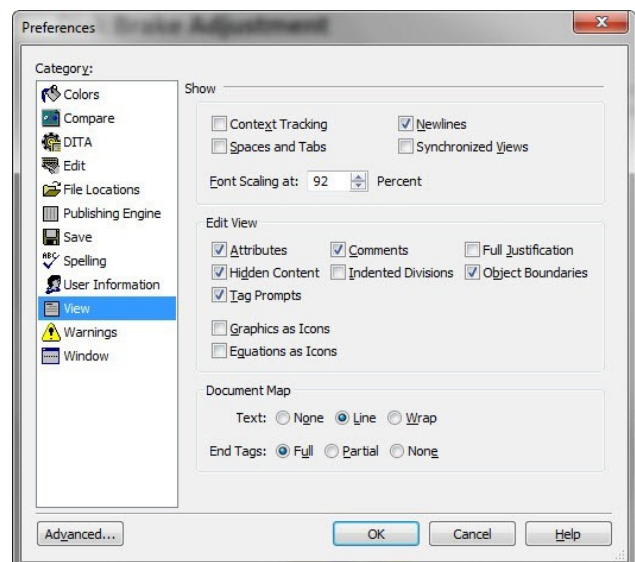 Brake Adjustment
Preferences
Category:
Colors
Compare
DITA
Edit
File Locations
Publishing Engine
Save
Spelling
User Information
View
Warnings
Window
Show
Context Tracking
Newlines
Spaces and Tabs
Synchronized Views
Font Scaling at: 92 Percent
Edit View
Attributes
Comments
Full Justification
Hidden Content
Indented Divisions
Object Boundaries
Tag Prompts
Graphics as Icons
Equations as Icons
Document Map
Text: None Line Wrap
End Tags: Full Partial None
Advanced...
OK
Cancel
Help